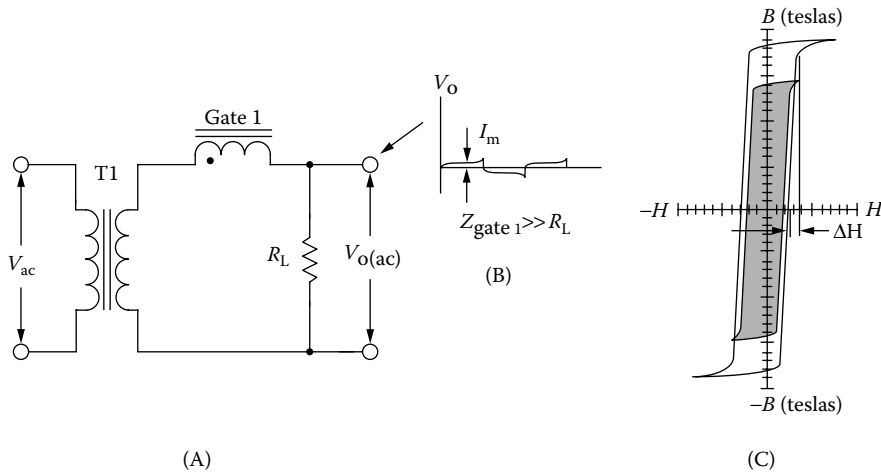 B (teslas)
V_O
Gate 1
I_m
T1
−H
H
Z_gate 1>>R_L
ΔH
V_ac
R_L
V_o(ac)
(B)
−B (teslas)
(A)
(C)